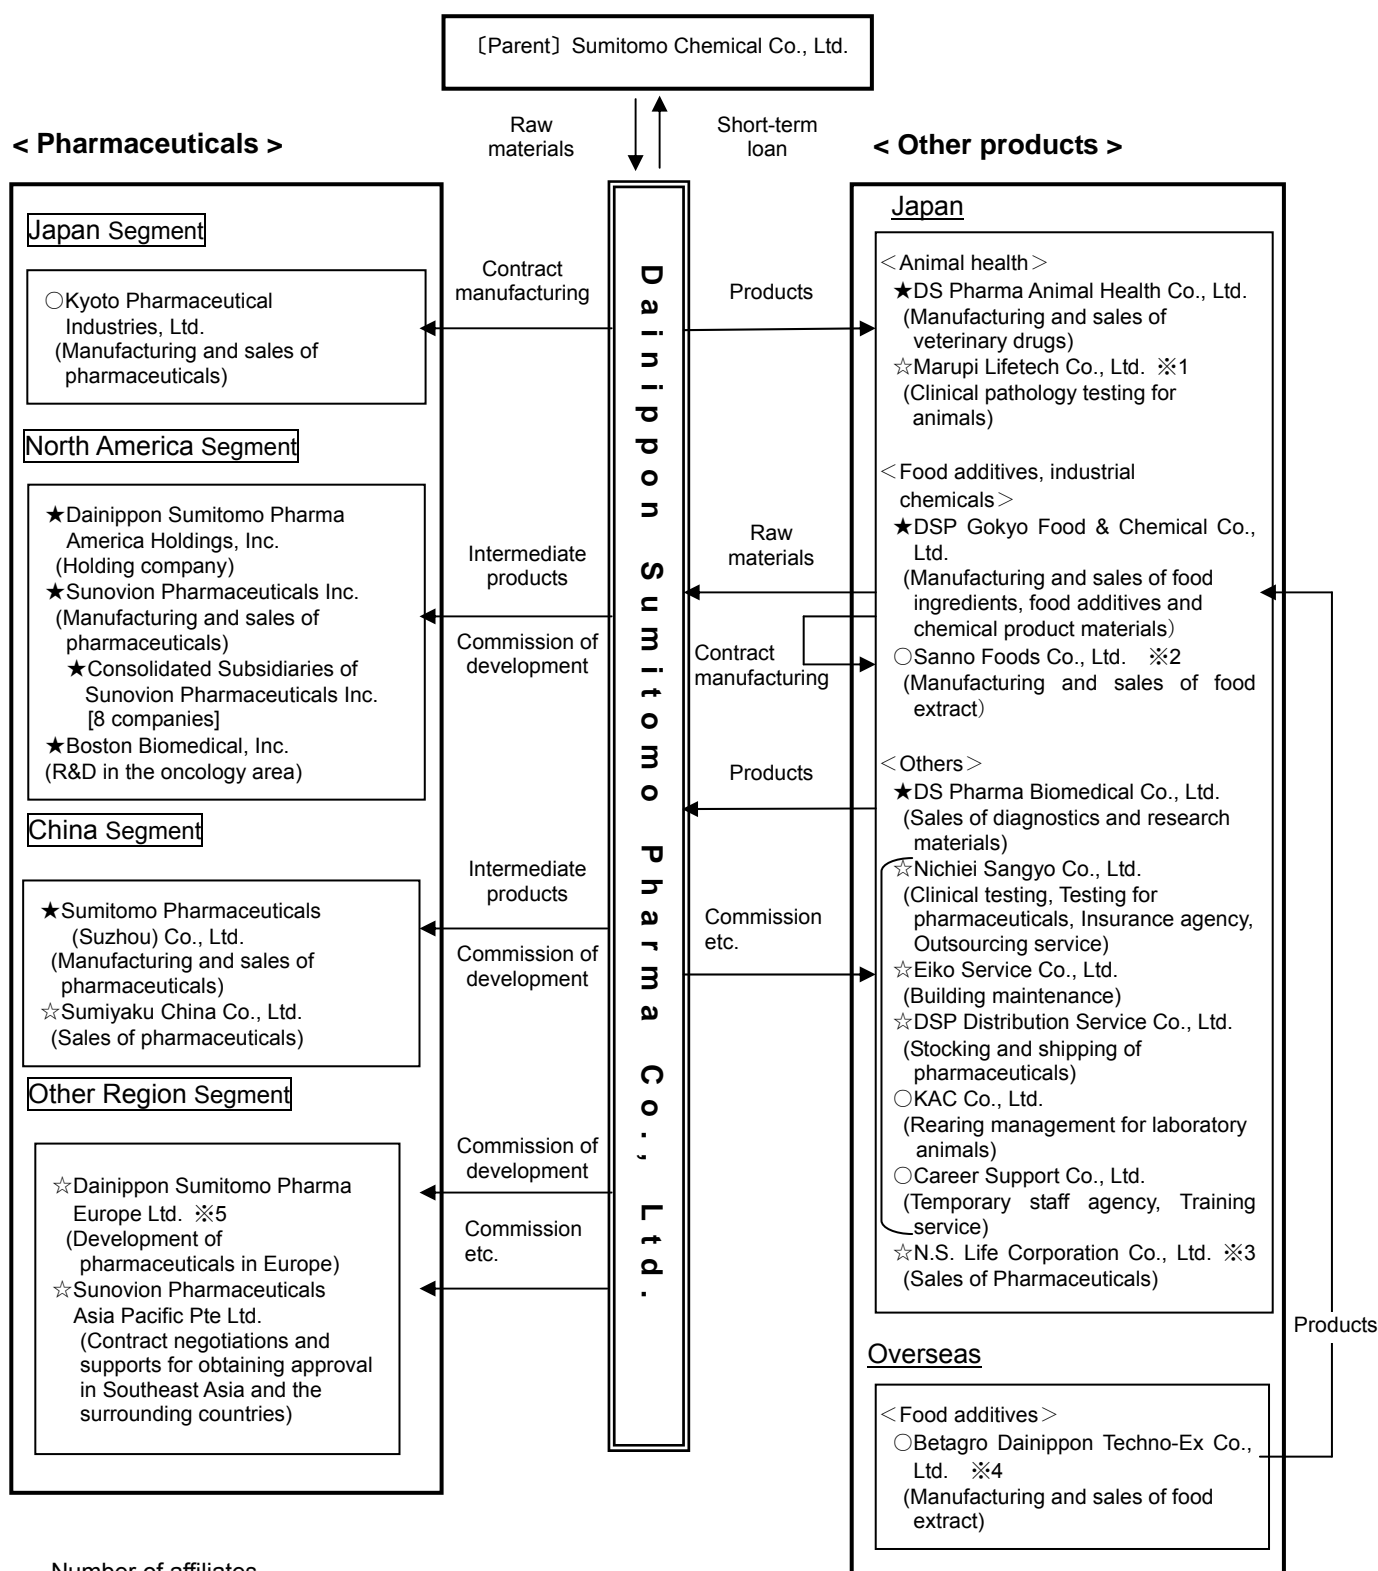 〔Parent〕Sumitomo Chemical Co., Ltd.
Raw
materials
Short-term
loan
< Pharmaceuticals >
Japan Segment
○Kyoto Pharmaceutical
Industries, Ltd.
(Manufacturing and sales of
pharmaceuticals)
North America Segment
★Dainippon Sumitomo Pharma
America Holdings, Inc.
(Holding company)
★Sunovion Pharmaceuticals Inc.
(Manufacturing and sales of
pharmaceuticals)
★Consolidated Subsidiaries of
Sunovion Pharmaceuticals Inc.
[8 companies]
★Boston Biomedical, Inc.
(R&D in the oncology area)
China Segment
★Sumitomo Pharmaceuticals
(Suzhou) Co., Ltd.
(Manufacturing and sales of
pharmaceuticals)
☆Sumiyaku China Co., Ltd.
(Sales of pharmaceuticals)
Other Region Segment
☆Dainippon Sumitomo Pharma
Europe Ltd. ※5
(Development of
pharmaceuticals in Europe)
☆Sunovion Pharmaceuticals
Asia Pacific Pte Ltd.
(Contract negotiations and
supports for obtaining approval
in Southeast Asia and the
surrounding countries)
Number of affiliates
Contract
manufacturing
Intermediate
products
Commission of
development
Intermediate
products
Commission of
development
Commission of
development
Commission
etc.
Dainippon Sumitomo Pharma Co., Ltd.
Products
Raw
materials
Contract
manufacturing
Products
Commission
etc.
< Other products >
Japan
＜Animal health＞
★DS Pharma Animal Health Co., Ltd.
(Manufacturing and sales of
veterinary drugs)
☆Marupi Lifetech Co., Ltd. ※1
(Clinical pathology testing for
animals)
＜Food additives, industrial
chemicals＞
★DSP Gokyo Food & Chemical Co.,
Ltd.
(Manufacturing and sales of food
ingredients, food additives and
chemical product materials）
○Sanno Foods Co., Ltd. ※2
(Manufacturing and sales of food
extract）
＜Others＞
★DS Pharma Biomedical Co., Ltd.
(Sales of diagnostics and research
materials)
☆Nichiei Sangyo Co., Ltd.
(Clinical testing, Testing for
pharmaceuticals, Insurance agency,
Outsourcing service)
☆Eiko Service Co., Ltd.
(Building maintenance)
☆DSP Distribution Service Co., Ltd.
(Stocking and shipping of
pharmaceuticals)
○KAC Co., Ltd.
(Rearing management for laboratory
animals)
○Career Support Co., Ltd.
(Temporary staff agency, Training
service)
☆N.S. Life Corporation Co., Ltd. ※3
(Sales of Pharmaceuticals)
Overseas
＜Food additives＞
○Betagro Dainippon Techno-Ex Co.,
Ltd. ※4
(Manufacturing and sales of food
extract)
Products